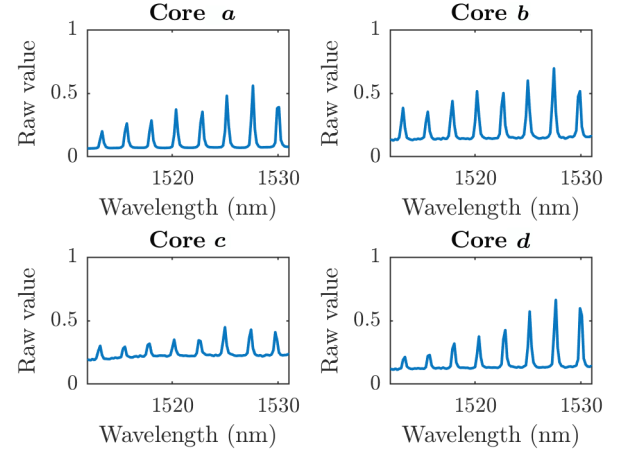 Core a
Core b
1
0.5
0
Raw value
1520
1530
Wavelength (nm)
1
0.5
0
Raw value
1520
1530
Wavelength (nm)
Core c
Core d
1
0.5
0
Raw value
1520
1530
Wavelength (nm)
1
0.5
0
Raw value
1520
1530
Wavelength (nm)